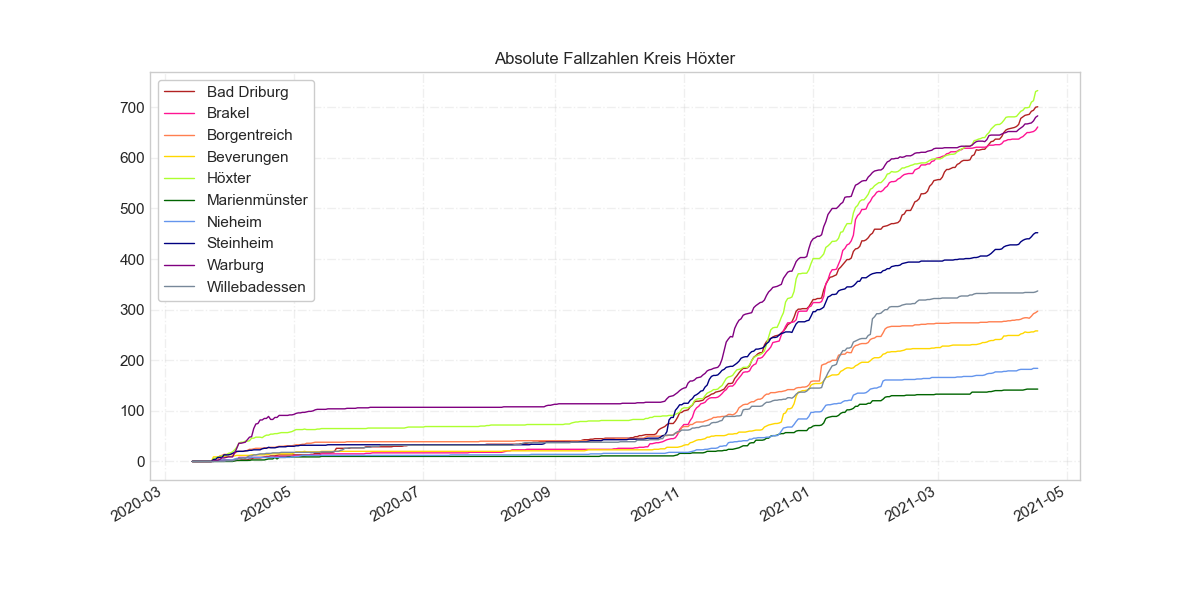 Absolute Fallzahlen Kreis Höxter
Bad Driburg
Brakel
Borgentreich
Beverungen
Höxter
Marienmünster
Nieheim
Steinheim
Warburg
Willebadessen
700
600
500
400
300
200
100
0
2020-03
2020-05
2020-07
2020-09
2020-11
2021-01
2021-03
2021-05